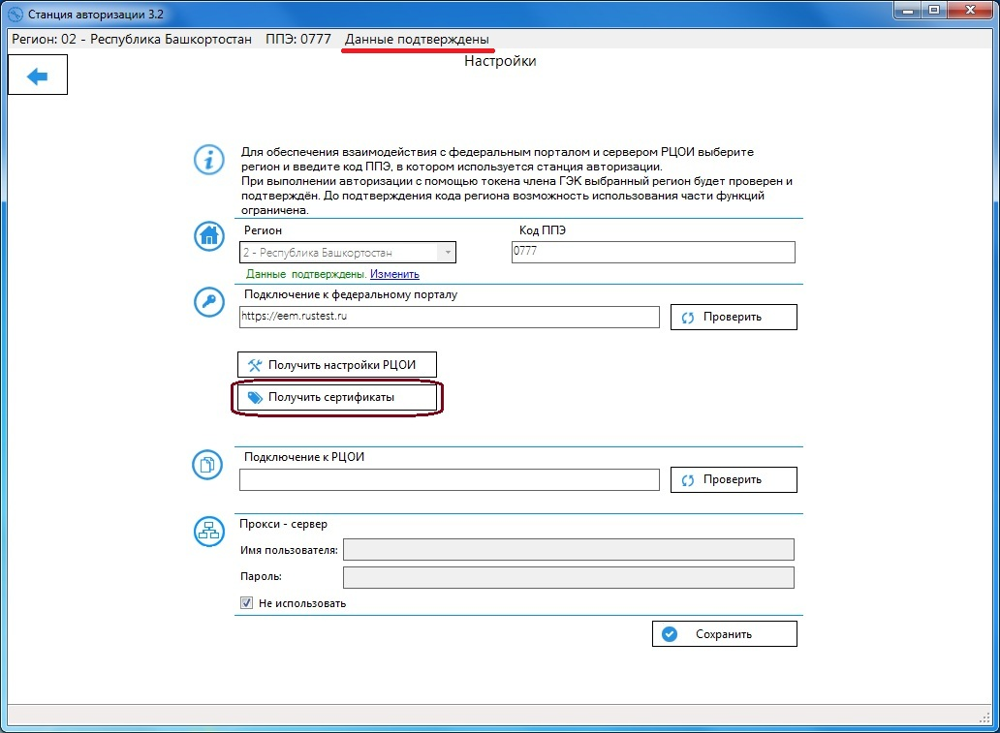 Станция авторизации 3.2
Регион: 02 - Республика Башкортостан ППЭ: 0777 Данные подтверждены
Настройки
Для обеспечения взаимодействия с федеральным порталом и сервером РЦОИ выберите
регион и введите код ППЭ, в котором используется станция авторизации.
При выполнении авторизации с помощью токена члена ГЭК выбранный регион будет проверен и
подтверждён. До подтверждения кода региона возможность использования части функций
ограничена.
Регион Код ППЭ
2 - Республика Башкортостан 0777
Данные подтверждены. Изменить
Подключение к федеральному порталу
https://eem.rustest.ru Проверить
Получить настройки РЦОИ
Получить сертификаты
Подключение к РЦОИ
Проверить
Прокси - сервер
Имя пользователя:
Пароль:
Не использовать
Сохранить